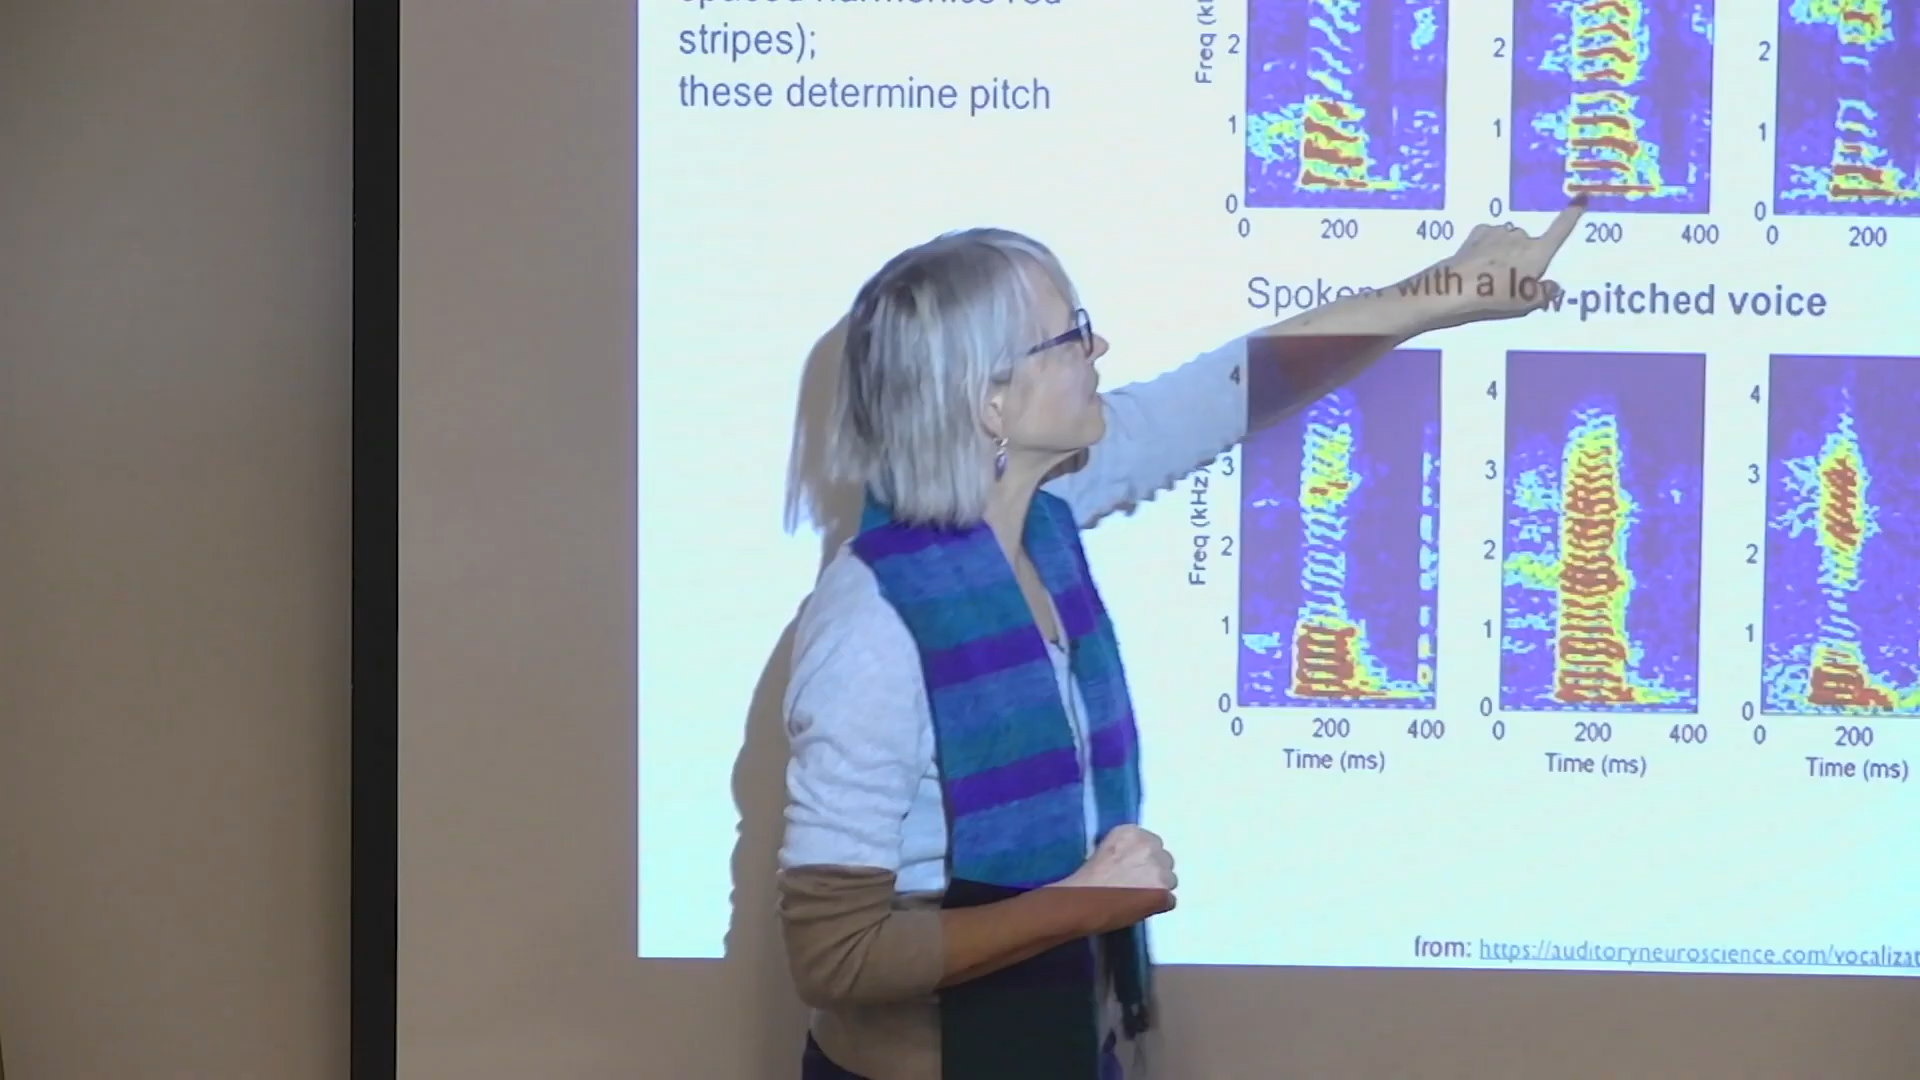 spaced harmonics red
stripes);
these determine pitch
Freq
2
1
0
0 200 400
2
1
0
200 400
2
1
0
0 200
Spoken with a low-pitched voice
Freq (kHz)
4
3
2
1
0
0 200 400
Time (ms)
4
3
2
1
0
0 200 400
Time (ms)
4
3
2
1
0
0 200
Time (ms)
from: https://auditoryneuroscience.com/vocalizat